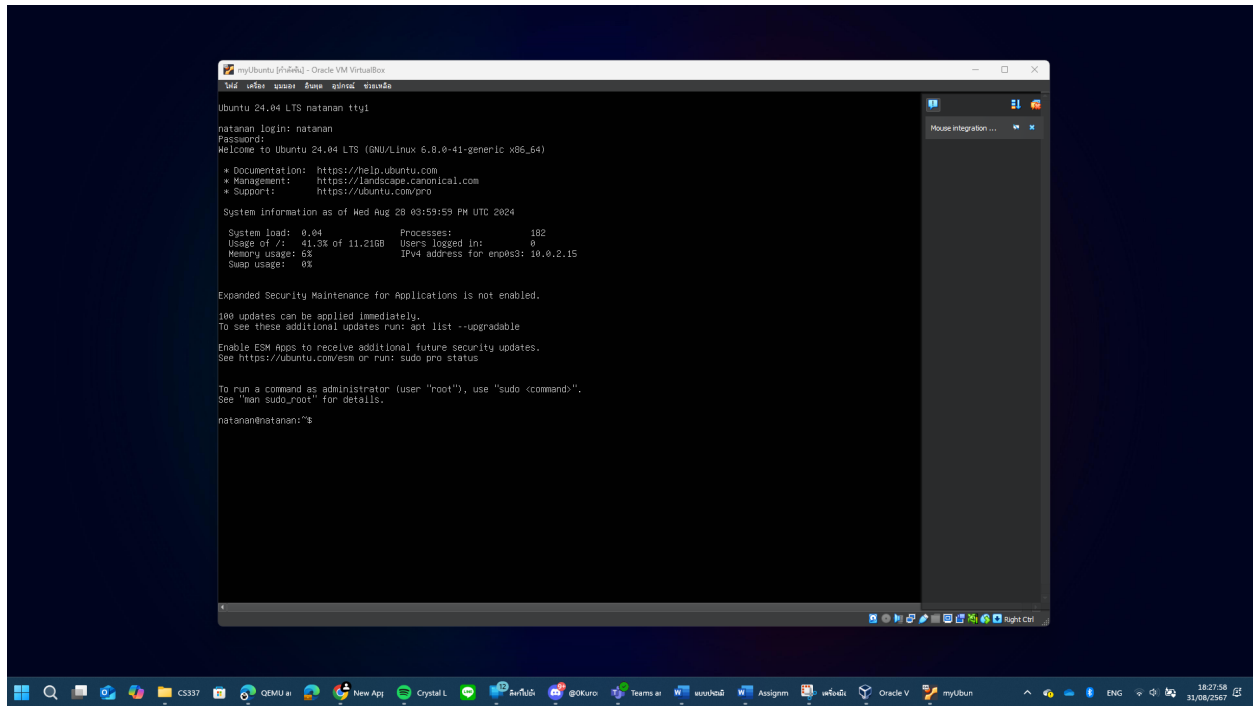 myUbuntu [กำลังรัน] - Oracle VM VirtualBox
ไฟล์ เครื่อง มุมมอง อินพุต อุปกรณ์ ช่วยเหลือ
Ubuntu 24.04 LTS natanan tty1
natanan login: natanan
Password:
Welcome to Ubuntu 24.04 LTS (GNU/Linux 6.8.0-41-generic x86_64)
* Documentation: https://help.ubuntu.com
* Management: https://landscape.canonical.com
* Support: https://ubuntu.com/pro
System information as of Wed Aug 28 03:59:59 PM UTC 2024
System load: 0.04 Processes: 182
Usage of /: 41.3% of 11.21GB Users logged in: 0
Memory usage: 6% IPv4 address for enp0s3: 10.0.2.15
Swap usage: 0%
Expanded Security Maintenance for Applications is not enabled.
100 updates can be applied immediately.
To see these additional updates run: apt list --upgradable
Enable ESM Apps to receive additional future security updates.
See https://ubuntu.com/esm or run: sudo pro status
To run a command as administrator (user "root"), use "sudo <command>".
See "man sudo_root" for details.
natanan@natanan:~$
Mouse integration ...
Right Ctrl
CS337 QEMU ar New App Crystal L @0Kuro Teams ar Assignm Oracle V myUbun ENG 18:27:58
31/08/2567